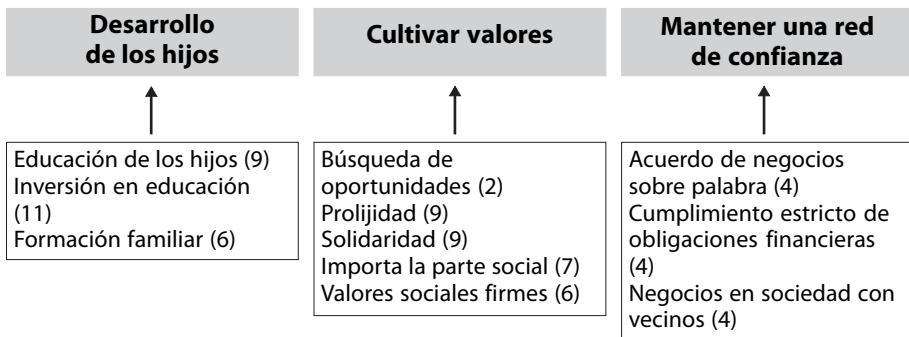 Desarrollo
de los hijos
Cultivar valores
Mantener una red
de confianza
Educación de los hijos (9)
Inversión en educación
(11)
Formación familiar (6)
Búsqueda de
oportunidades (2)
Prolijidad (9)
Solidaridad (9)
Importa la parte social (7)
Valores sociales firmes (6)
Acuerdo de negocios
sobre palabra (4)
Cumplimiento estricto de
obligaciones financieras
(4)
Negocios en sociedad con
vecinos (4)